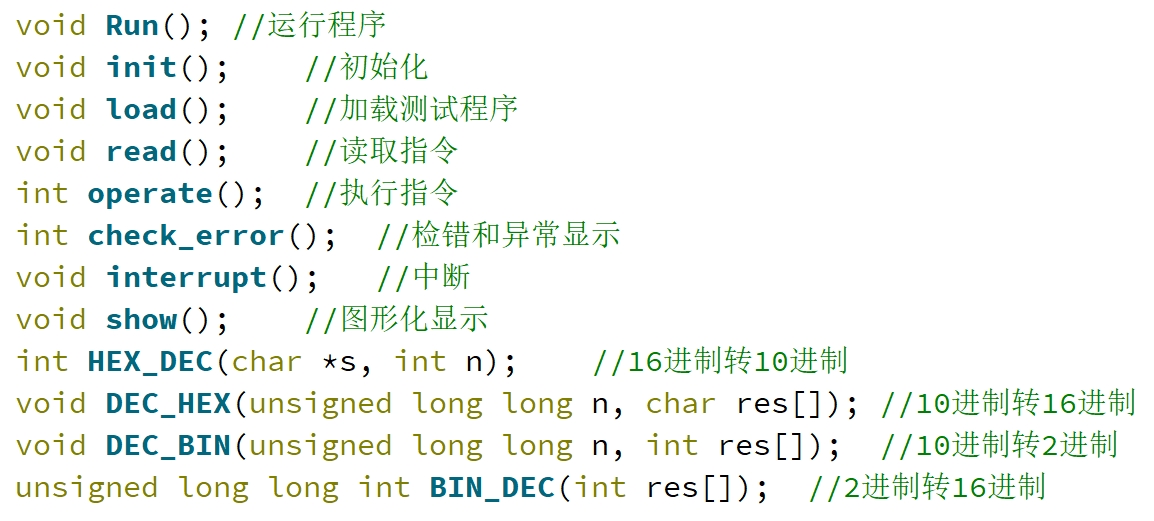 void Run(); //运行程序
void init();    //初始化
void load();    //加载测试程序
void read();    //读取指令
int operate();  //执行指令
int check_error();  //检错和异常显示
void interrupt();   //中断
void show();    //图形化显示
int HEX_DEC(char *s, int n);    //16进制转10进制
void DEC_HEX(unsigned long long n, char res[]); //10进制转16进制
void DEC_BIN(unsigned long long n, int res[]);  //10进制转2进制
unsigned long long int BIN_DEC(int res[]);  //2进制转16进制